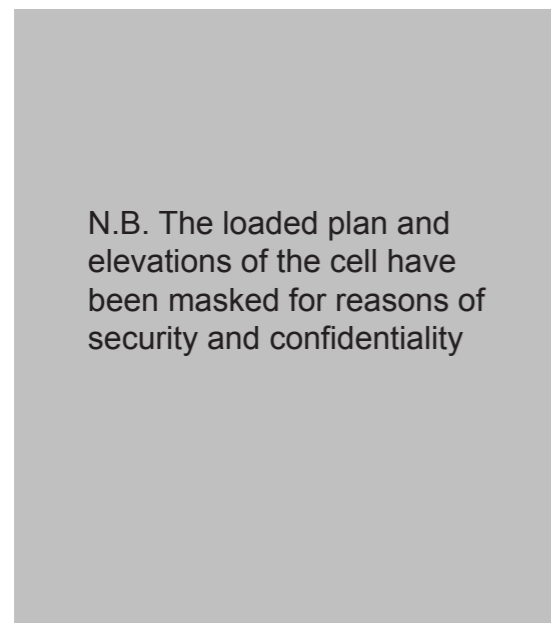 N.B. The loaded plan and
elevations of the cell have
been masked for reasons of
security and confidentiality